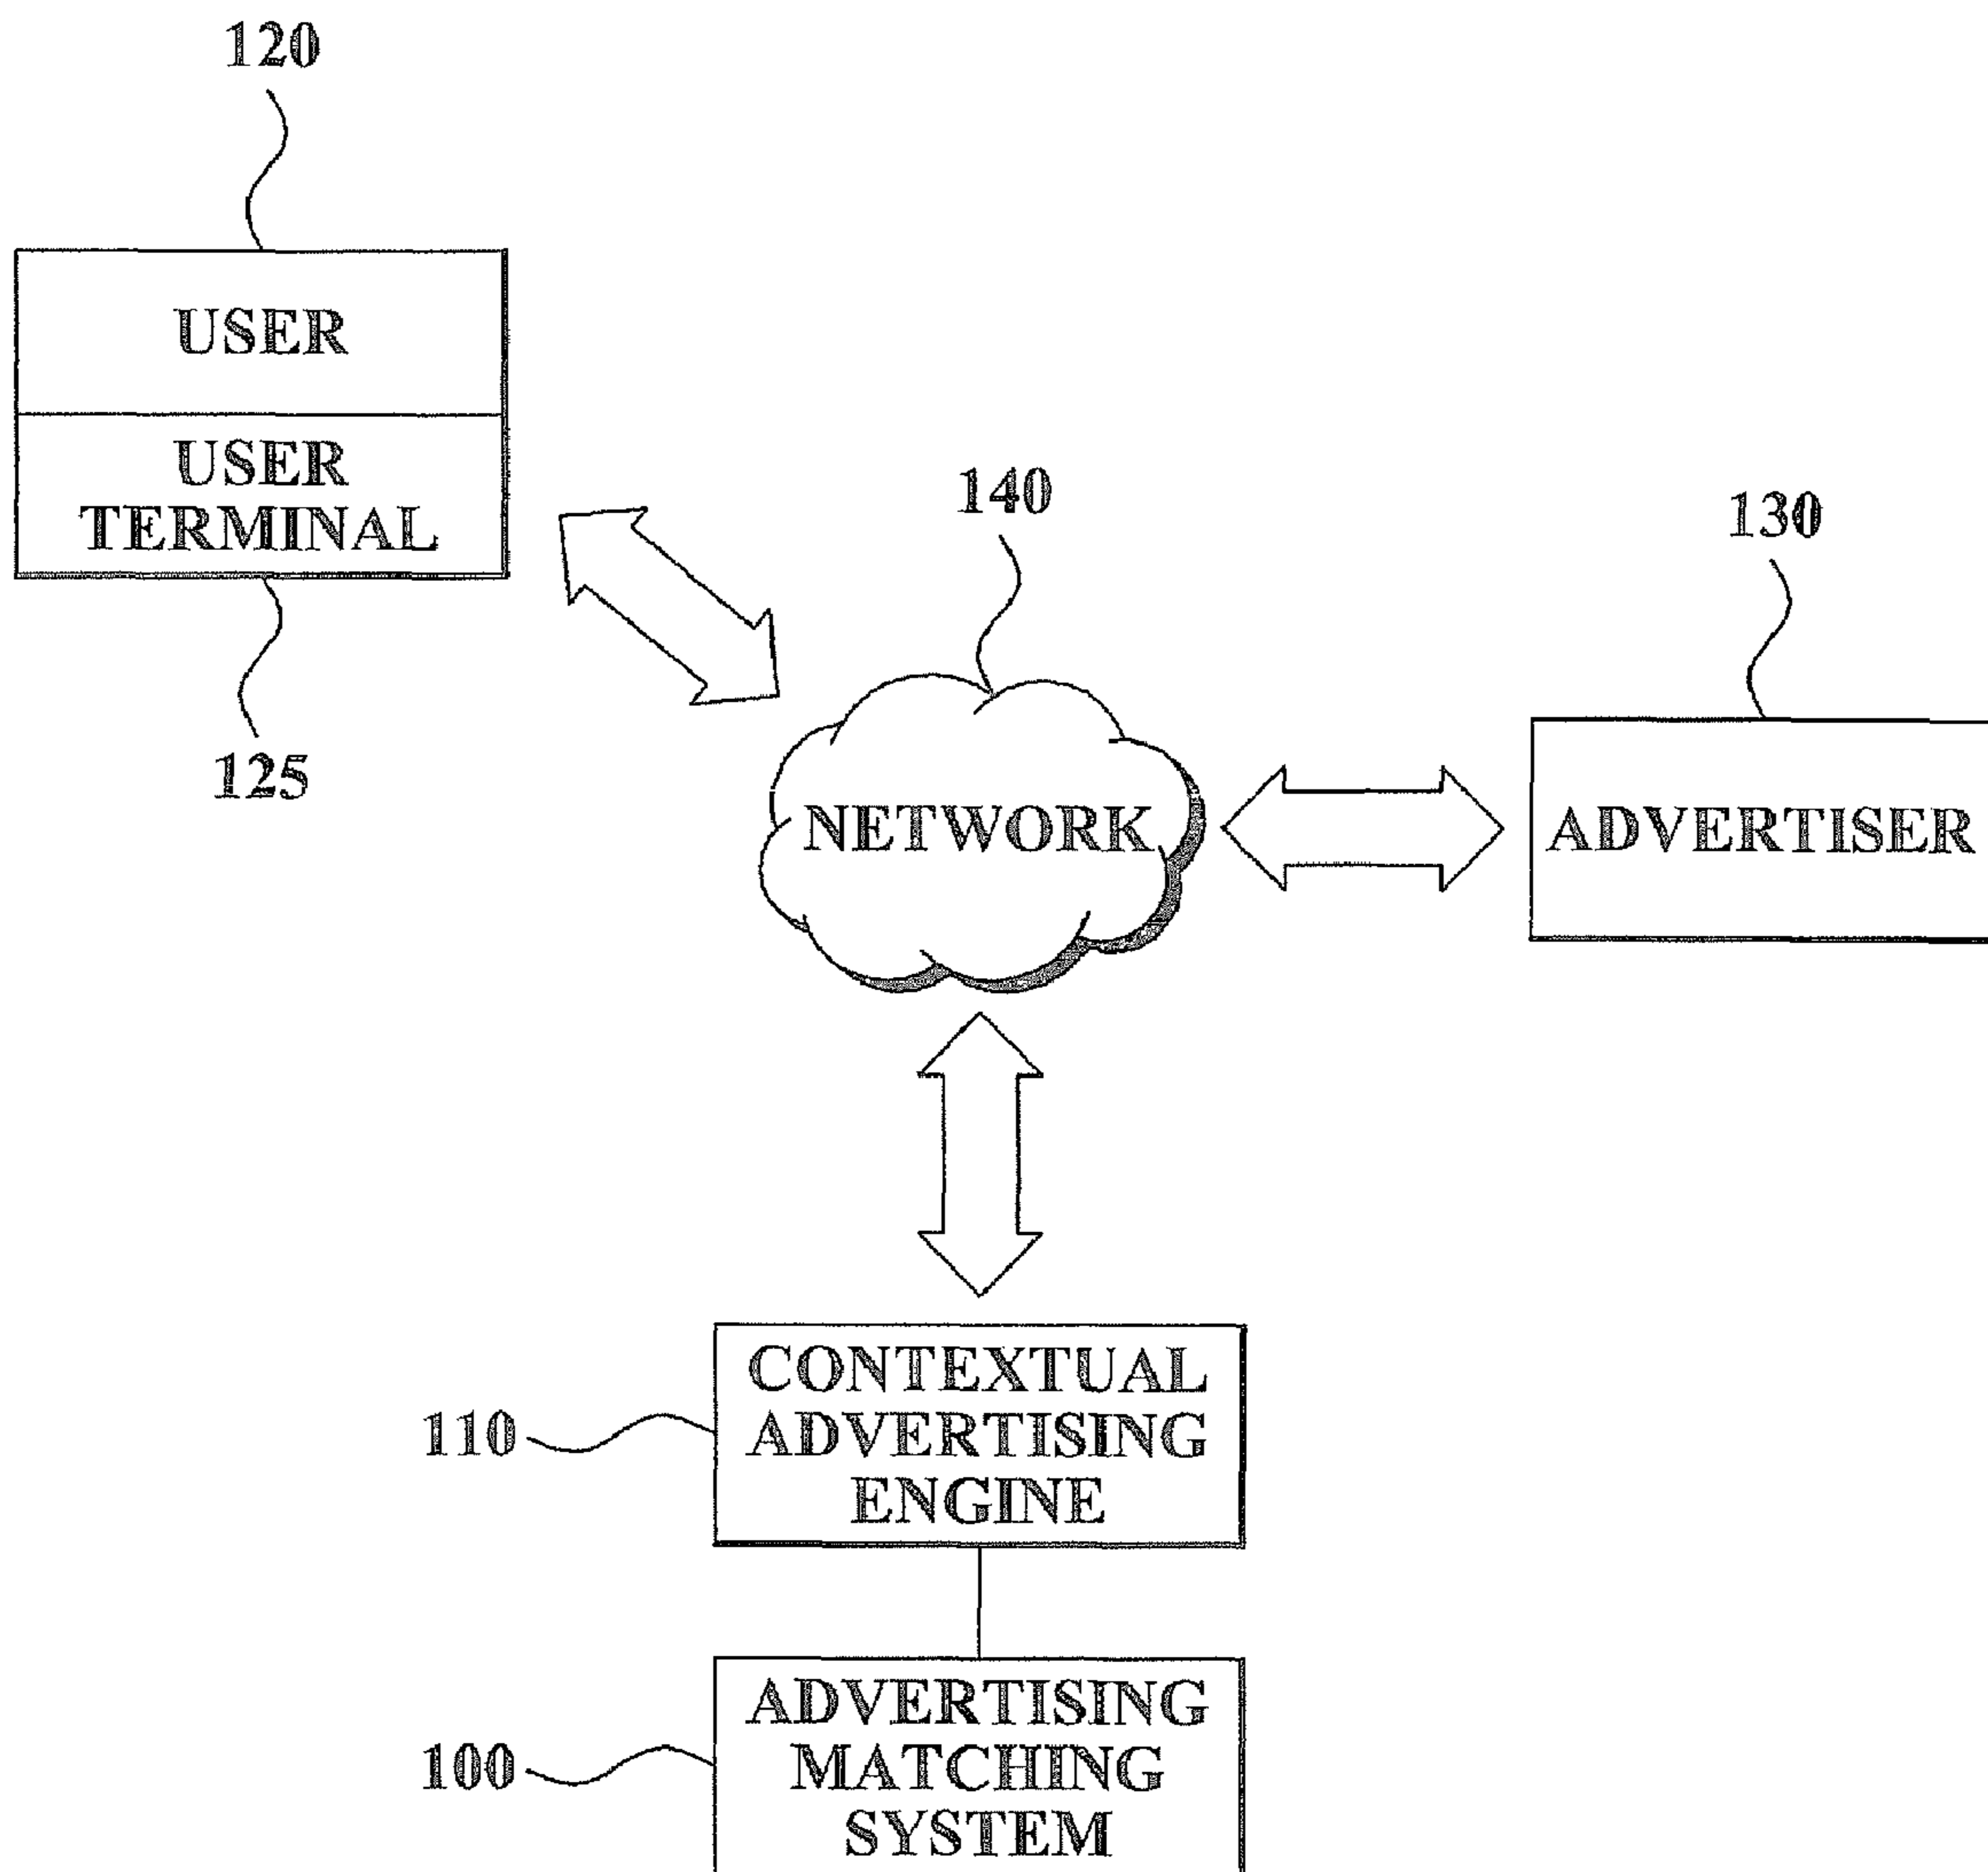 120
USER
USER
TERMINAL
125
140
NETWORK
130
ADVERTISER
110
CONTEXTUAL
ADVERTISING
ENGINE
100
ADVERTISING
MATCHING
SYSTEM